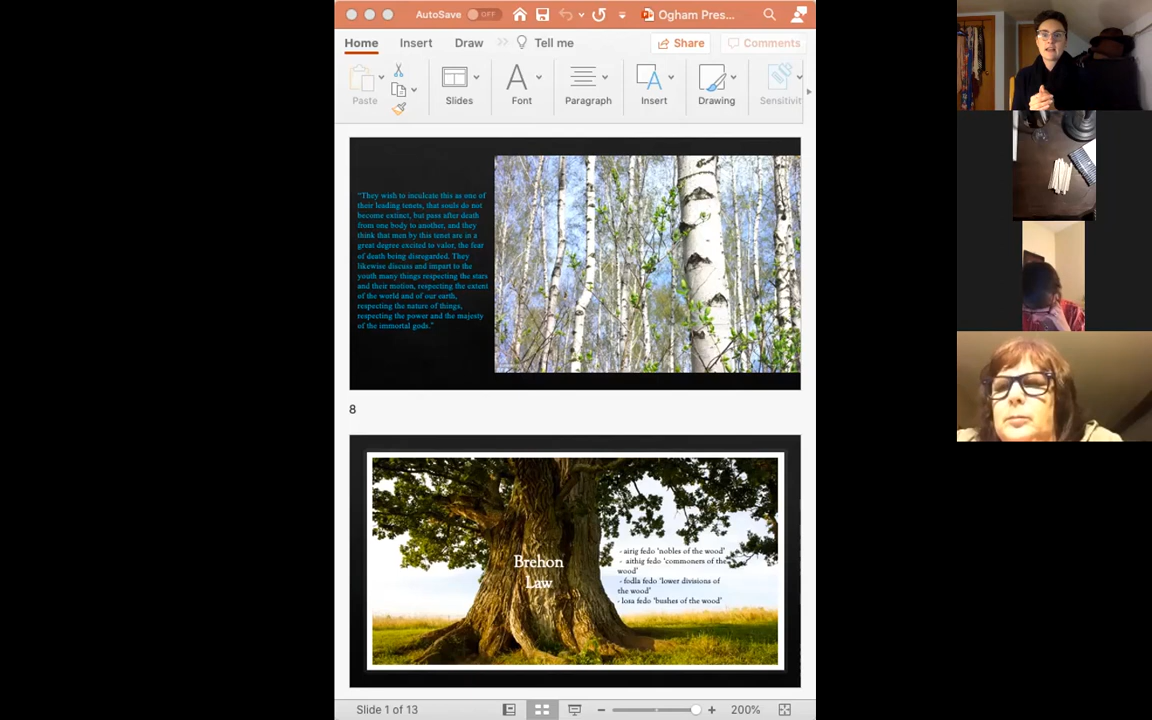 AutoSave OFF Ogham Pres...
Home Insert Draw Tell me Share Comments
Paste Slides Font Paragraph Insert Drawing Sensitivit
"They wish to inculcate this as one of
their leading tenets, that souls do not
become extinct, but pass after death
from one body to another, and they
think that men by this tenet are in a
great degree excited to valor, the fear
of death being disregarded. They
likewise discuss and impart to the
youth many things respecting the stars
and their motion, respecting the extent
of the world and of our earth,
respecting the nature of things,
respecting the power and the majesty
of the immortal gods."
8
Brehon
Law
- airig fedo 'nobles of the wood'
- aithig fedo 'commoners of the
wood'
- fodla fedo 'lower divisions of
the wood'
- losa fedo 'bushes of the wood'
Slide 1 of 13 200%